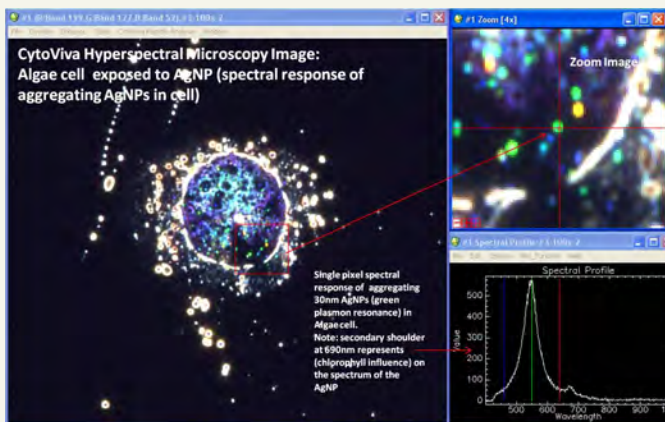 CytoViva Hyperspectral Microscopy Image:
Algae cell exposed to AgNP (spectral response of
aggregating AgNPs in cell)
Single pixel spectral
response of aggregating
30nm AgNPs (green
plasmon resonance) in
Algae cell.
Note: secondary shoulder
at 690nm represents
(chlorophyll influence) on
the spectrum of the
AgNP
#1 Zoom [4x]
Zoom Image
#1 Spectral Profile
Spectral Profile
Value
500
400
300
200
100
0
500 600 700 800 900
Wavelength